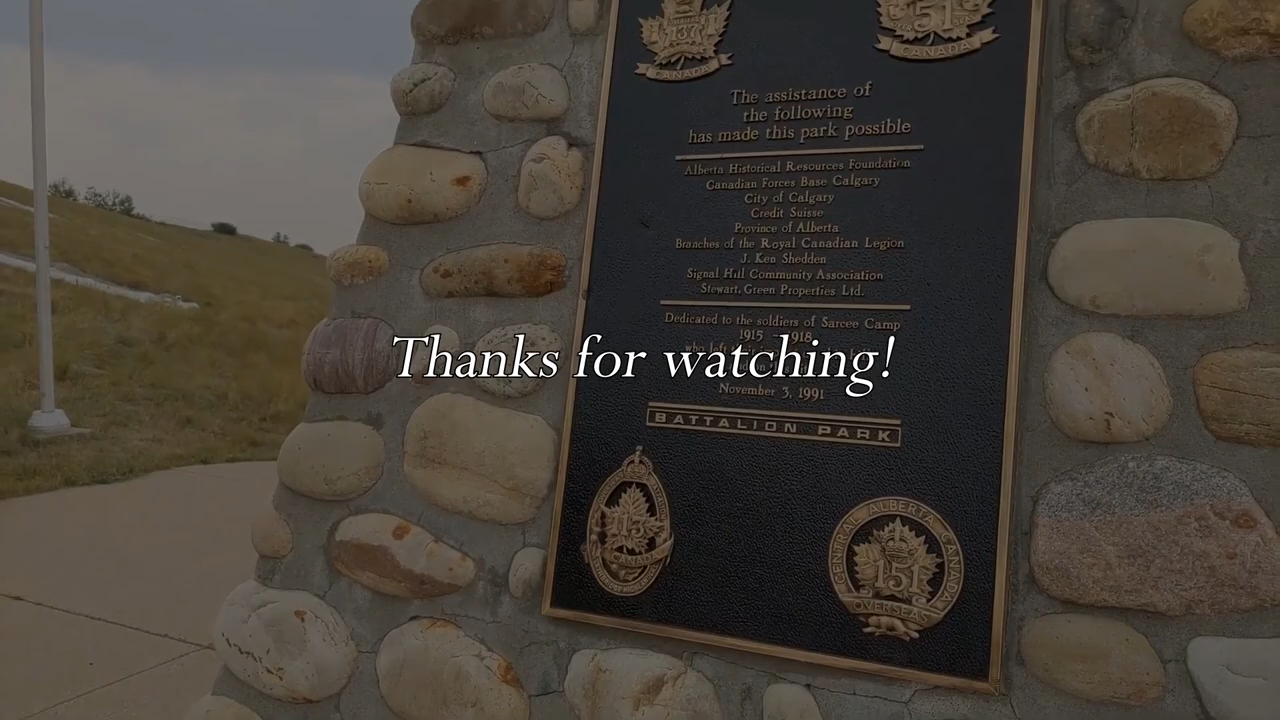 137
CANADA
51
CANADA
The assistance of
the following
has made this park possible
Alberta Historical Resources Foundation
Canadian Forces Base Calgary
City of Calgary
Credit Suisse
Province of Alberta
Branches of the Royal Canadian Legion
J. Ken Shedden
Signal Hill Community Association
Stewart, Green Properties Ltd.
Dedicated to the soldiers of Sarcee Camp
1915 - 1918
who left
Thanks for watching!
November 3, 1991
BATTALION PARK
113
CANADA
CENTRAL ALBERTA CANADA
151
OVERSEAS